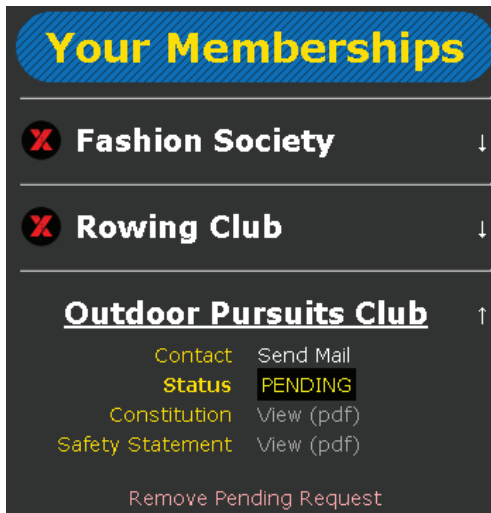 Your Memberships
X Fashion Society ↓
X Rowing Club ↓
Outdoor Pursuits Club ↑
Contact Send Mail
Status PENDING
Constitution View (pdf)
Safety Statement View (pdf)
Remove Pending Request